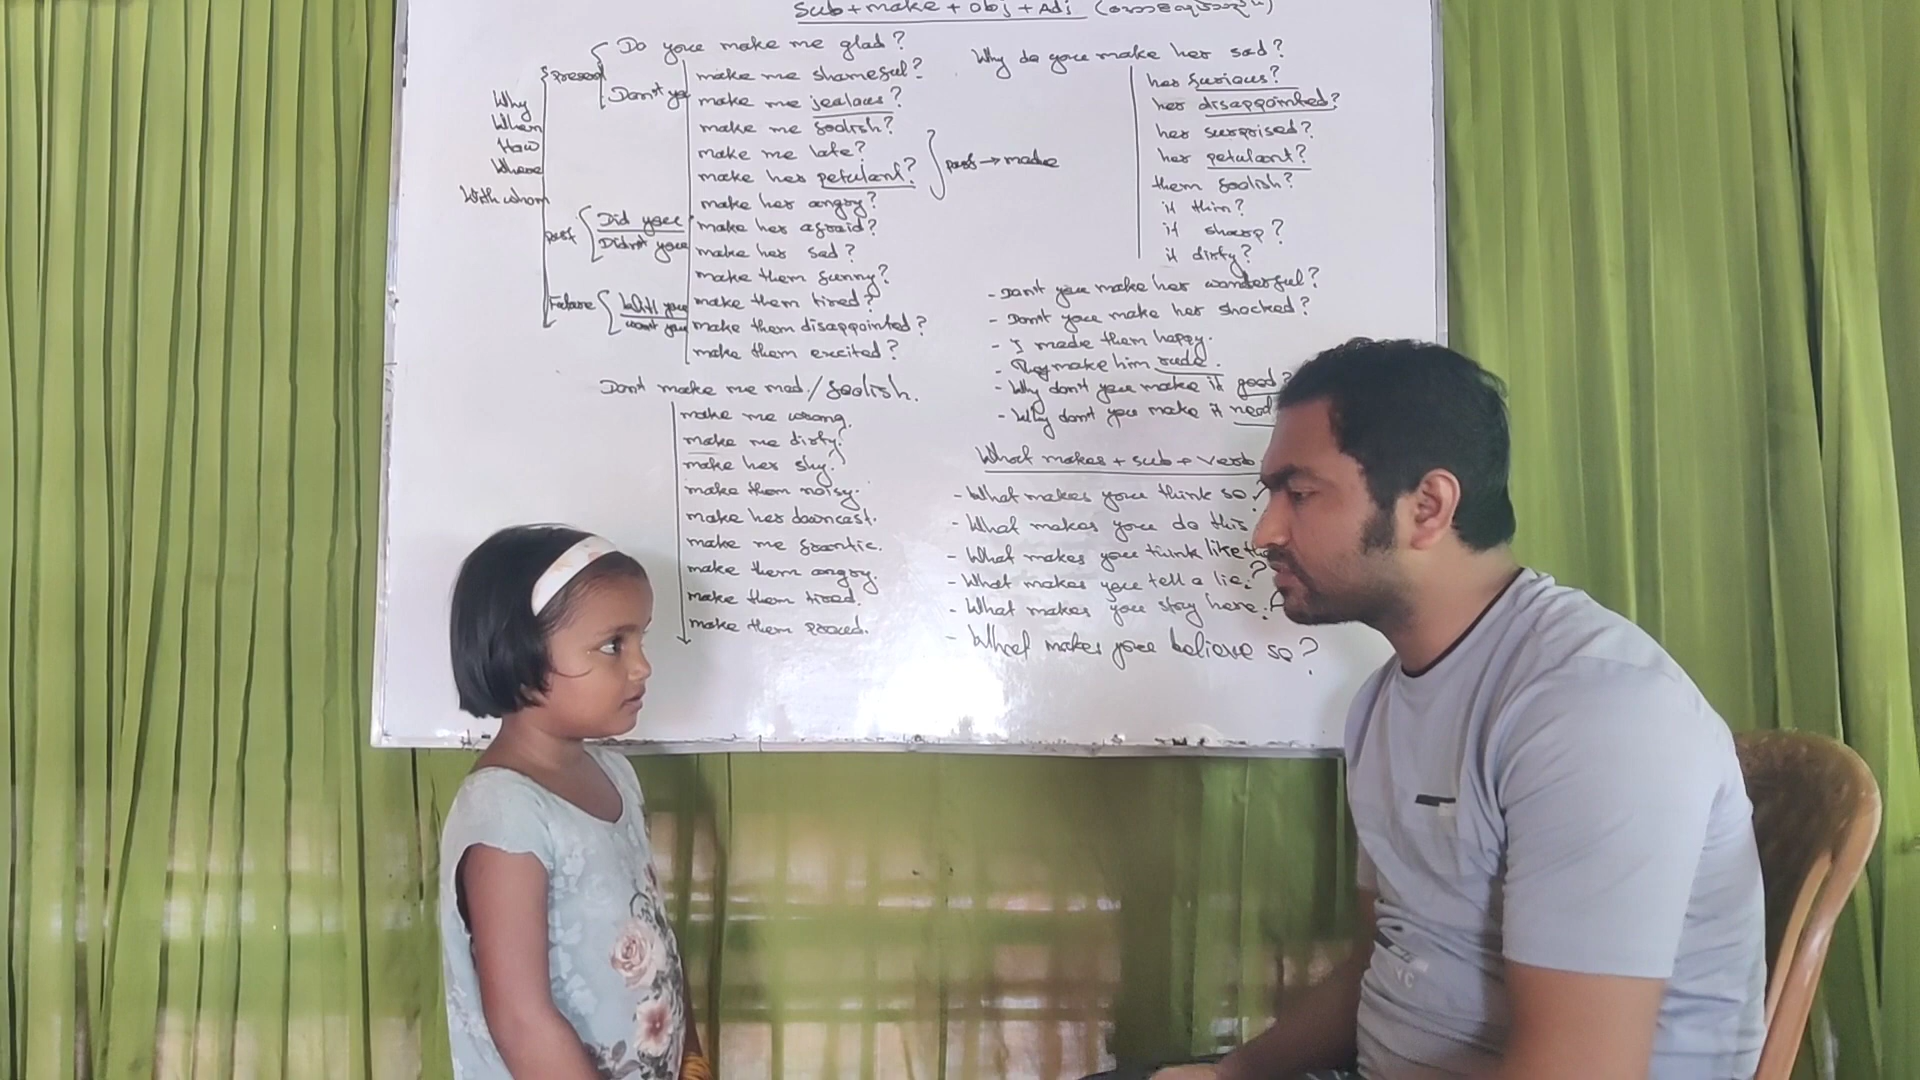 Sub + make + obj + Adj
Do you make me glad?
present
Don't you
make me shameful?
make me jealous?
make me foolish?
make me late?
make her petulant?
make her angry?
make her afraid?
make her sad?
make them funny?
make them tired?
make them disappointed?
make them excited?
Why
When
How
Where
With whom
past
Did you
Didn't you
Future
Will you
won't you
past → made
Don't make me mad / foolish.
make me wrong.
make me dirty.
make her shy.
make them noisy.
make her downcast.
make me frantic.
make them angry.
make them tired.
make them proud.
Why do you make her sad?
her furious?
her disappointed?
her surprised?
her petulant?
them foolish?
it thin?
it sharp?
it dirty?
- Don't you make her wonderful?
- Don't you make her shocked?
- I made them happy.
- They make him rude.
- Why don't you make it good?
- Why don't you make it
What makes + sub + Verb
- What makes you think so?
- What makes you do this
- What makes you think like
- What makes you tell a lie?
- What makes you stay here?
- What makes you believe so?